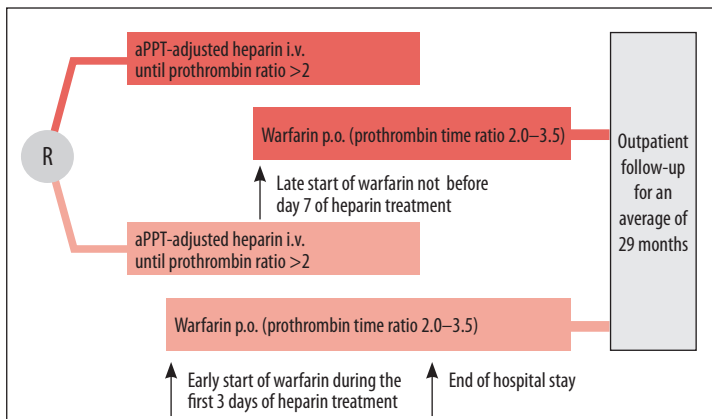 aPPT-adjusted heparin i.v.
until prothrombin ratio >2
R
Warfarin p.o. (prothrombin time ratio 2.0–3.5)
Late start of warfarin not before
day 7 of heparin treatment
aPPT-adjusted heparin i.v.
until prothrombin ratio >2
Warfarin p.o. (prothrombin time ratio 2.0–3.5)
Early start of warfarin during the
first 3 days of heparin treatment
End of hospital stay
Outpatient
follow-up
for an
average of
29 months